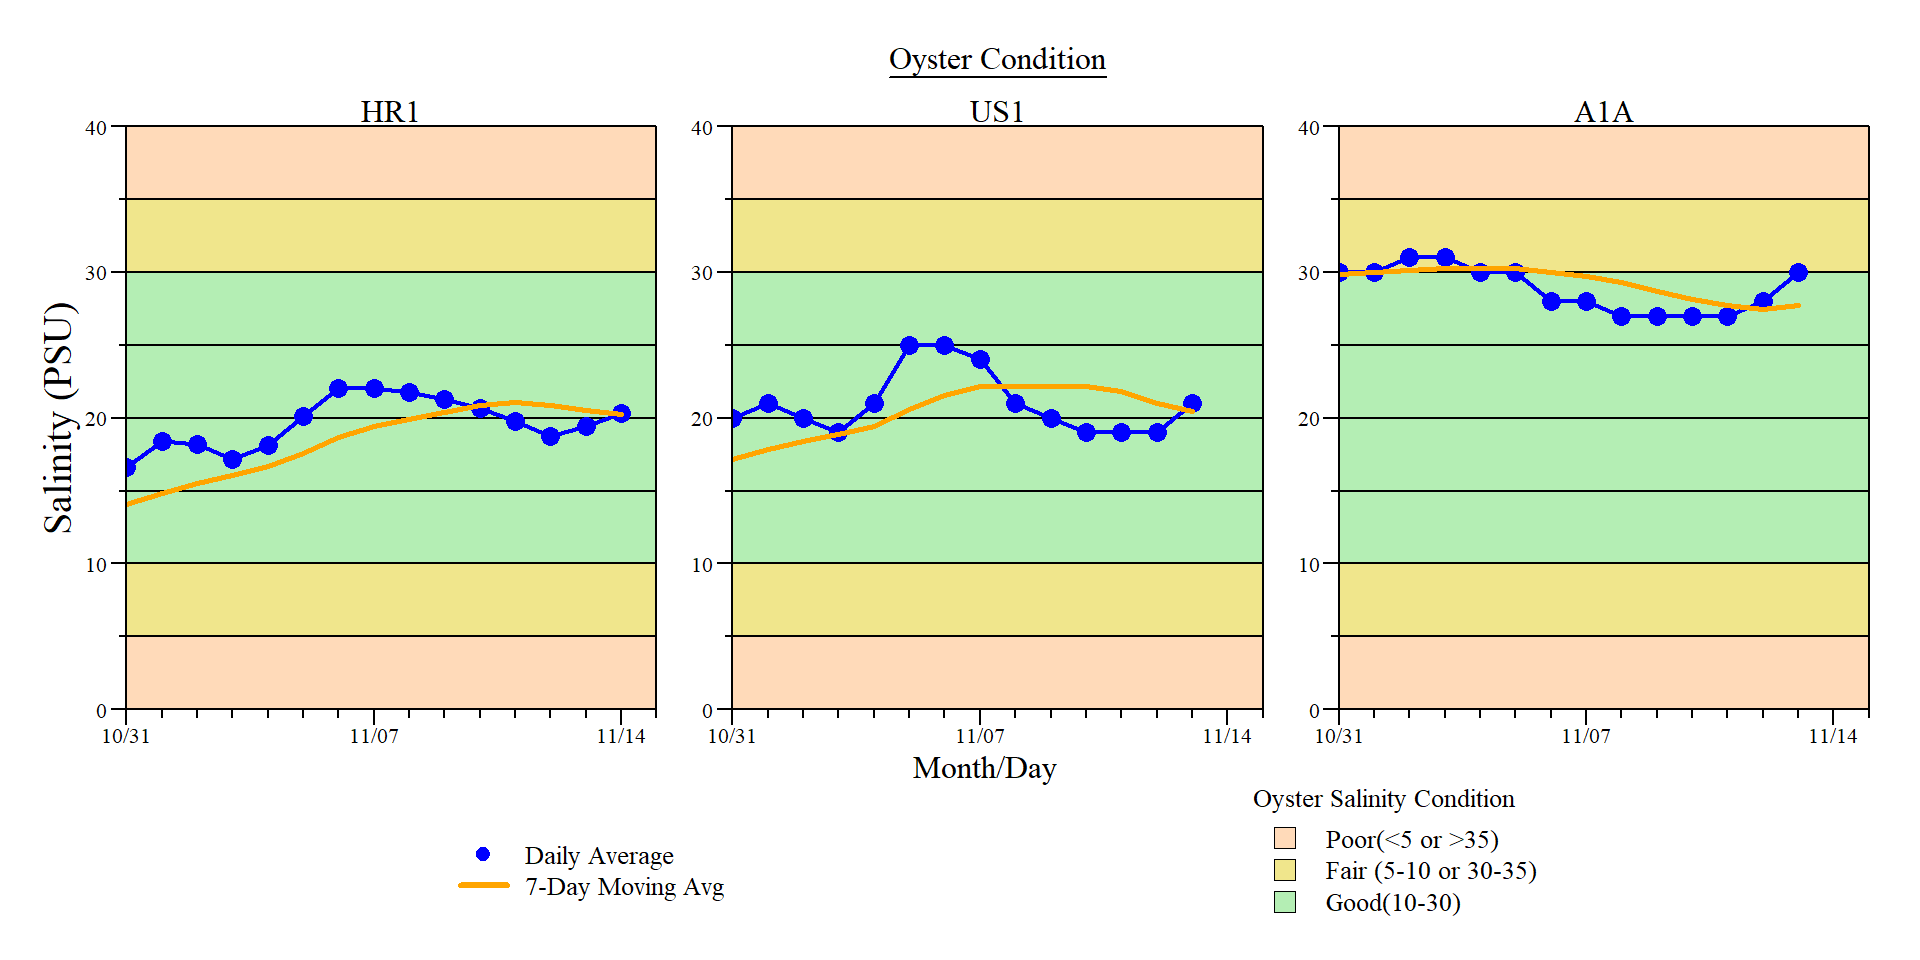 Oyster Condition
HR1
US1
A1A
40
30
20
10
0
40
30
20
10
0
40
30
20
10
0
Salinity (PSU)
10/31
11/07
11/14
10/31
11/07
11/14
10/31
11/07
11/14
Month/Day
Daily Average
7-Day Moving Avg
Oyster Salinity Condition
Poor(<5 or >35)
Fair (5-10 or 30-35)
Good(10-30)